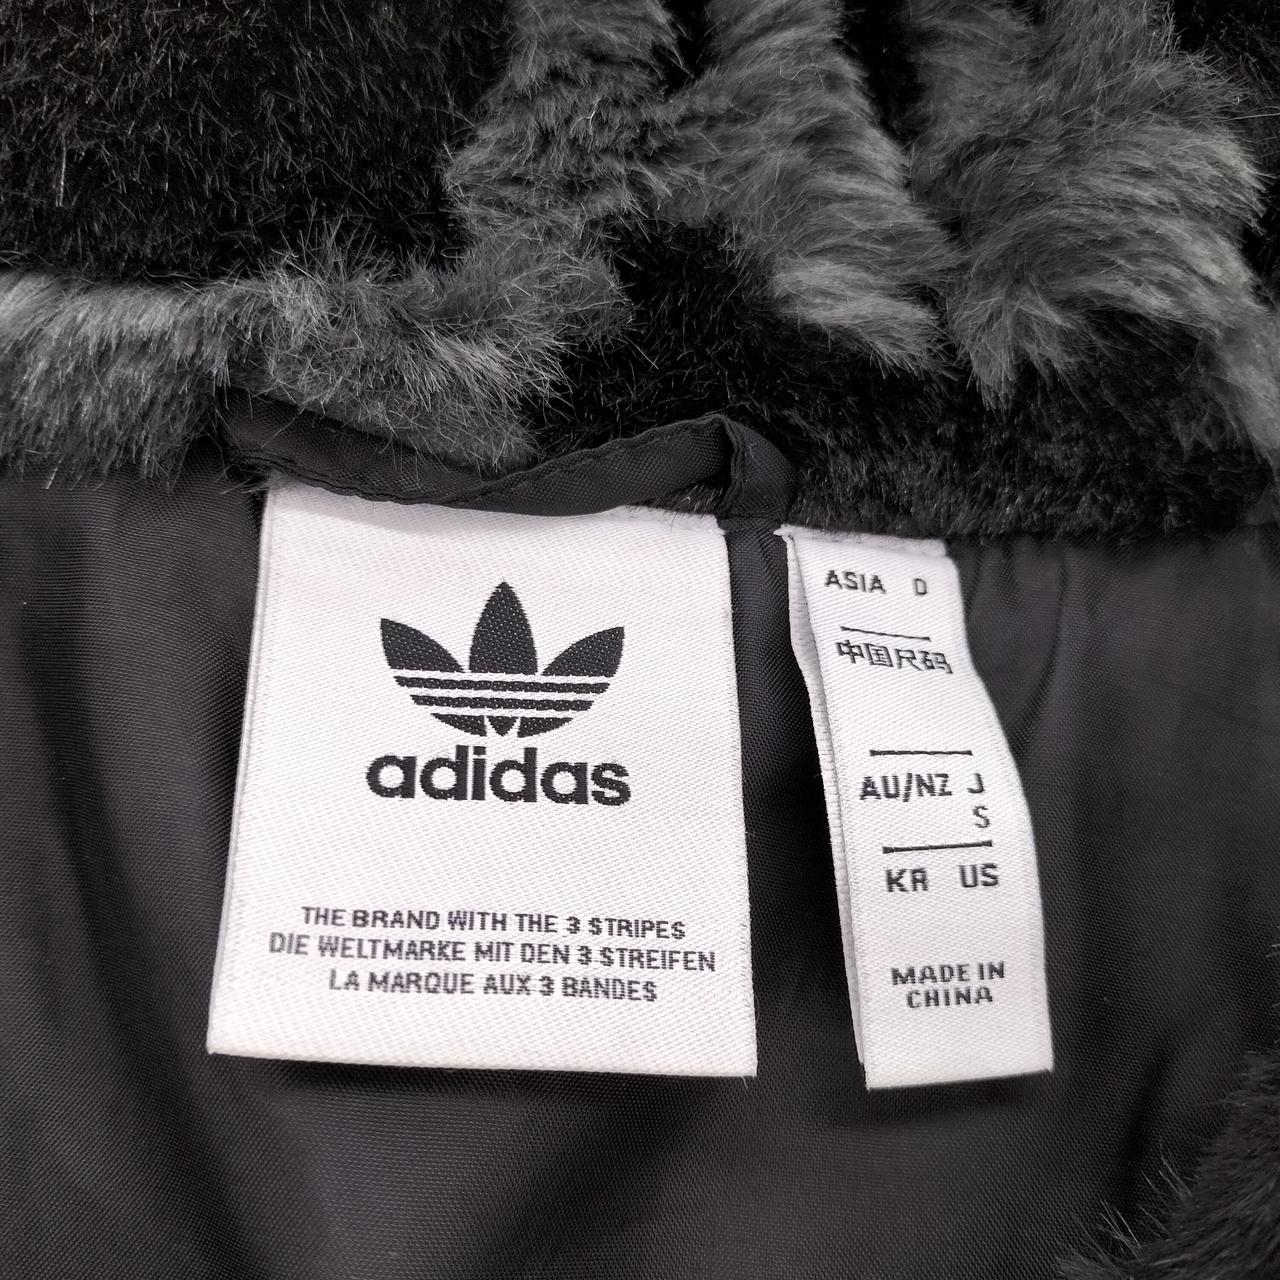 adidas
THE BRAND WITH THE 3 STRIPES
DIE WELTMARKE MIT DEN 3 STREIFEN
LA MARQUE AUX 3 BANDES
ASIA D
中国尺码
AU/NZ J
S
KR US
MADE IN
CHINA